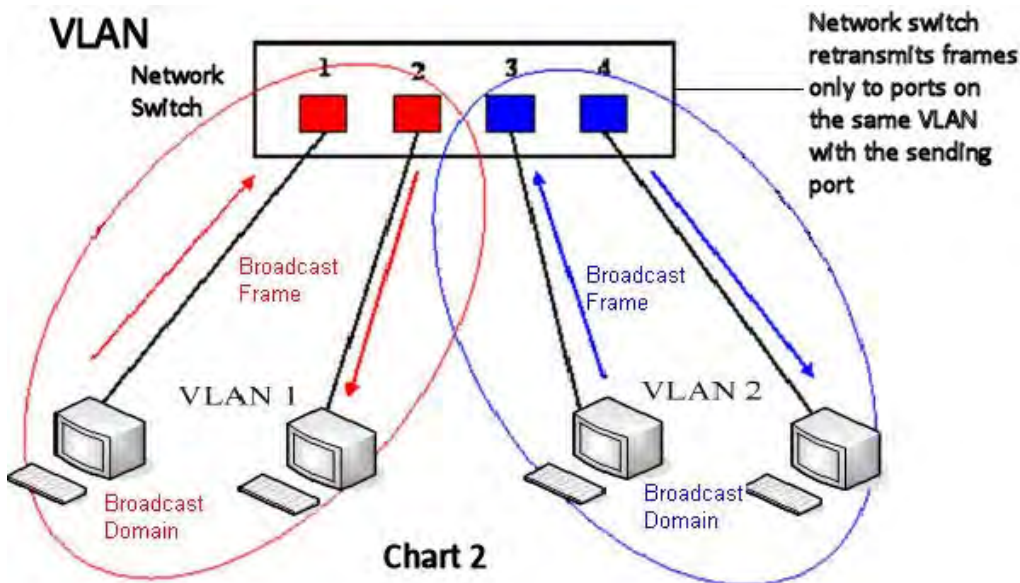 VLAN
Network
Switch
1 2 3 4
Network switch
retransmits frames
only to ports on
the same VLAN
with the sending
port
Broadcast
Frame
Broadcast
Frame
VLAN 1
VLAN 2
Broadcast
Domain
Broadcast
Domain
Chart 2